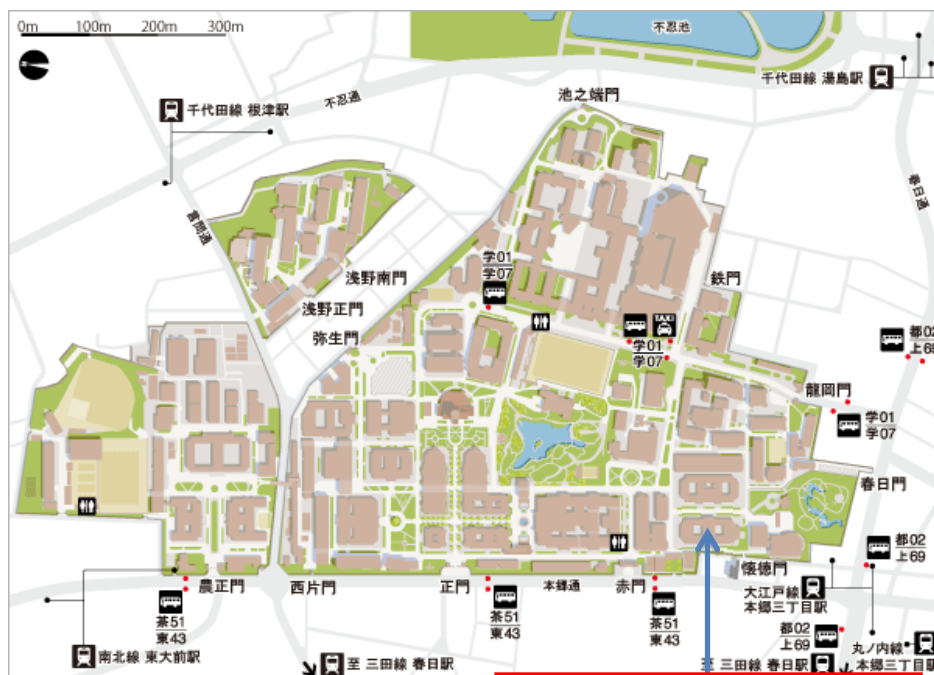 0m 100m 200m 300m
不忍池
千代田線 湯島駅
不忍通
池之端門
千代田線 根津駅
春日通
言問通
学01
学07
浅野南門
鉄門
浅野正門
弥生門
TAXI
学01
学07
都02
上69
龍岡門
学01
学07
春日門
都02
上69
懐徳門
農正門
西片門
正門
本郷通
赤門
大江戸線
本郷三丁目駅
茶51
東43
茶51
東43
茶51
東43
都02
上69
丸ノ内線
本郷三丁目駅
南北線 東大前駅
至 三田線 春日駅
至 三田線 春日駅